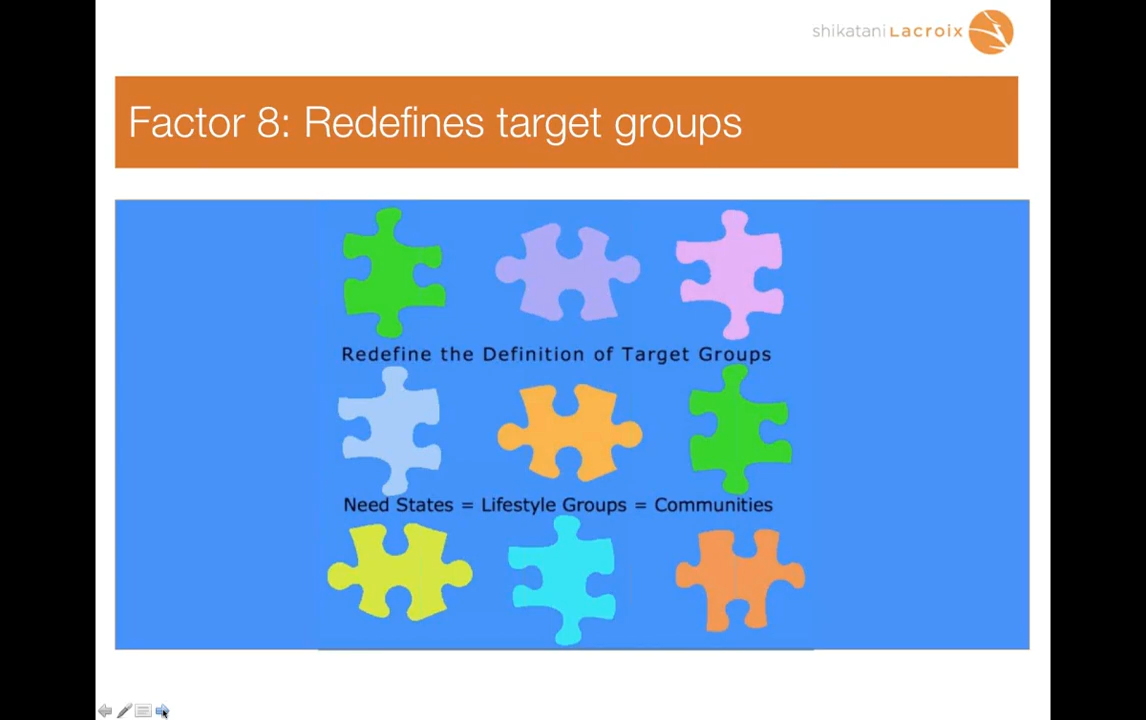 shikataniLacroix
Factor 8: Redefines target groups
Redefine the Definition of Target Groups
Need States = Lifestyle Groups = Communities